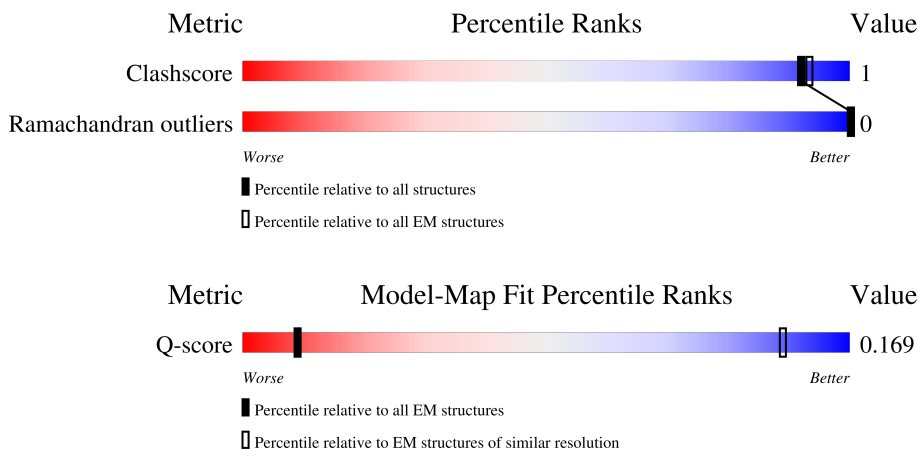 Metric Percentile Ranks Value
Clashscore 1
Ramachandran outliers 0
Worse Better
Percentile relative to all structures
Percentile relative to all EM structures
Metric Model-Map Fit Percentile Ranks Value
Q-score 0.169
Worse Better
Percentile relative to all EM structures
Percentile relative to EM structures of similar resolution